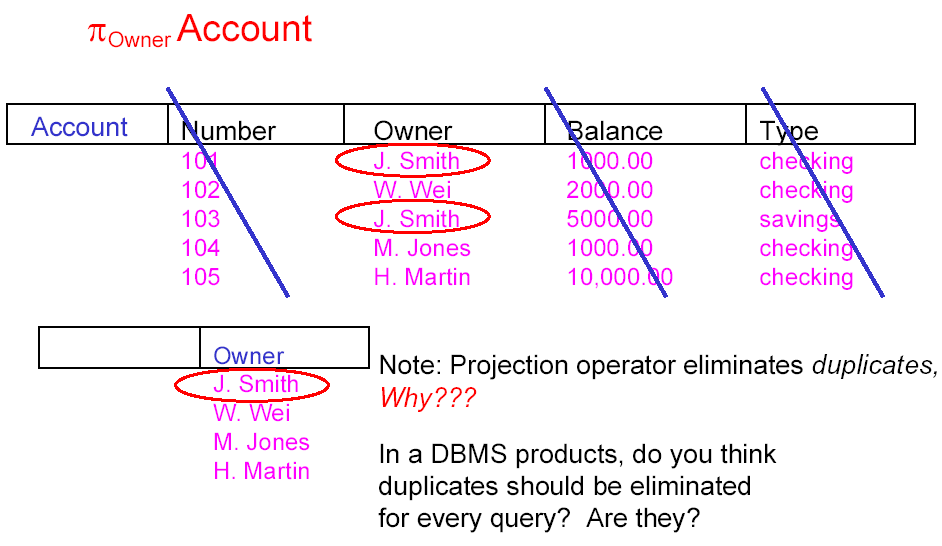 πOwner Account
Account Number Owner Balance Type
101 J. Smith 1000.00 checking
102 W. Wei 2000.00 checking
103 J. Smith 5000.00 savings
104 M. Jones 1000.00 checking
105 H. Martin 10,000.00 checking
Owner
J. Smith
W. Wei
M. Jones
H. Martin
Note: Projection operator eliminates duplicates,
Why???
In a DBMS products, do you think
duplicates should be eliminated
for every query? Are they?